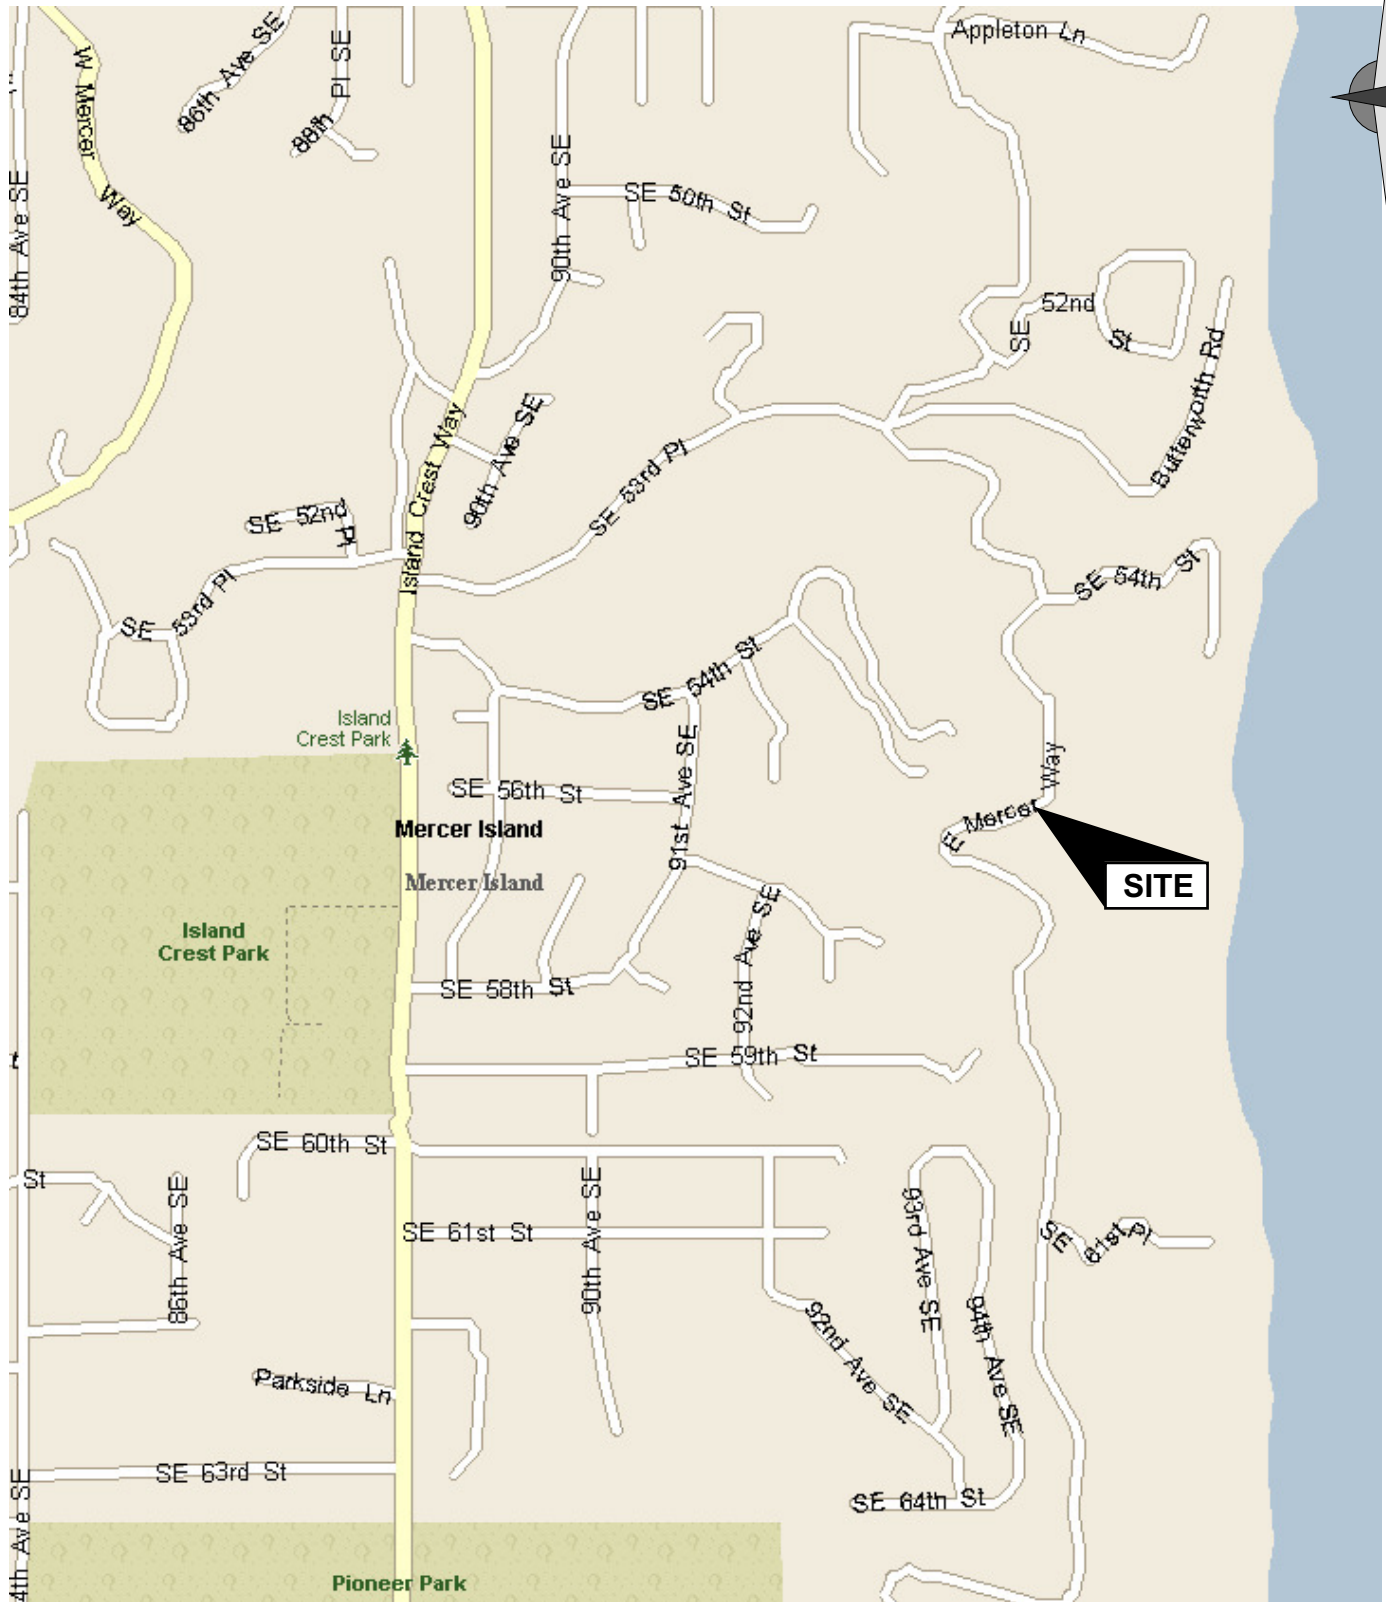 Appleton Ln
86th Ave SE
88th Pl SE
W Mercer Way
84th Ave SE
90th Ave SE
SE 50th St
SE 52nd St
Butterworth Rd
Island Crest Way
90th Ave SE
SE 53rd Pl
SE 52nd Pl
SE 53rd Pl
SE 54th St
SE 54th St
Island
Crest Park
91st Ave SE
SE 56th St
E Mercer Way
Mercer Island
Mercer Island
SITE
Island
Crest Park
92nd Ave SE
SE 58th St
SE 59th St
SE 60th St
St
86th Ave SE
SE 61st St
90th Ave SE
93rd Ave SE
94th Ave SE
SE 61st Pl
92nd Ave SE
Parkside Ln
SE 63rd St
SE 64th St
4th Ave SE
Pioneer Park